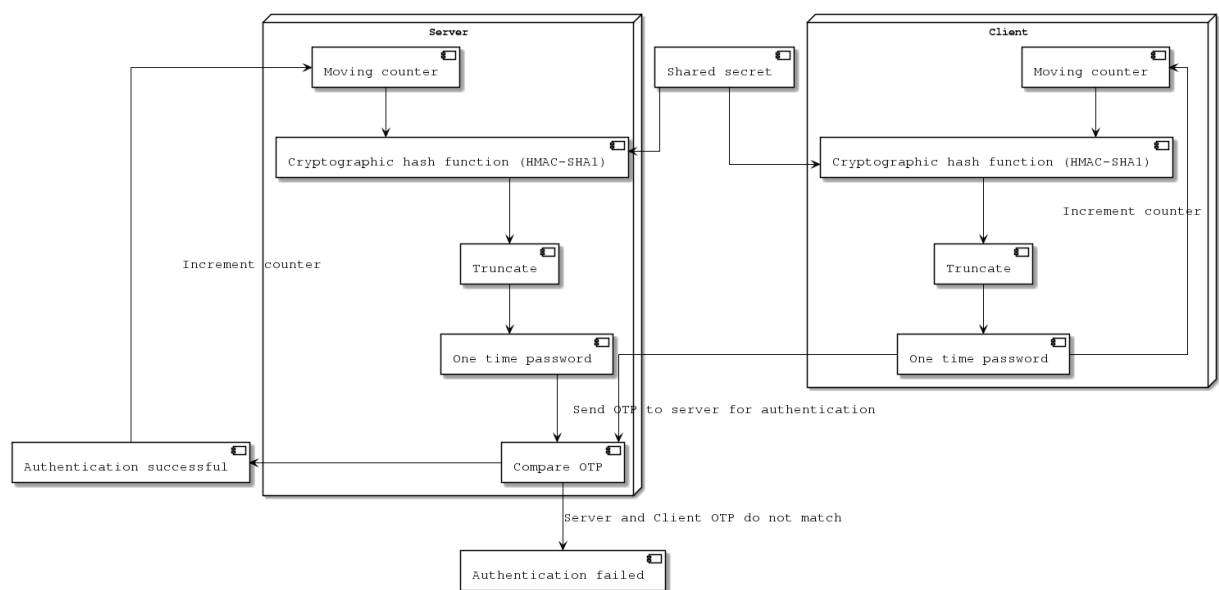 Server
Client
Moving counter
Shared secret
Moving counter
Cryptographic hash function (HMAC-SHA1)
Cryptographic hash function (HMAC-SHA1)
Increment counter
Increment counter
Truncate
Truncate
One time password
One time password
Send OTP to server for authentication
Authentication successful
Compare OTP
Server and Client OTP do not match
Authentication failed